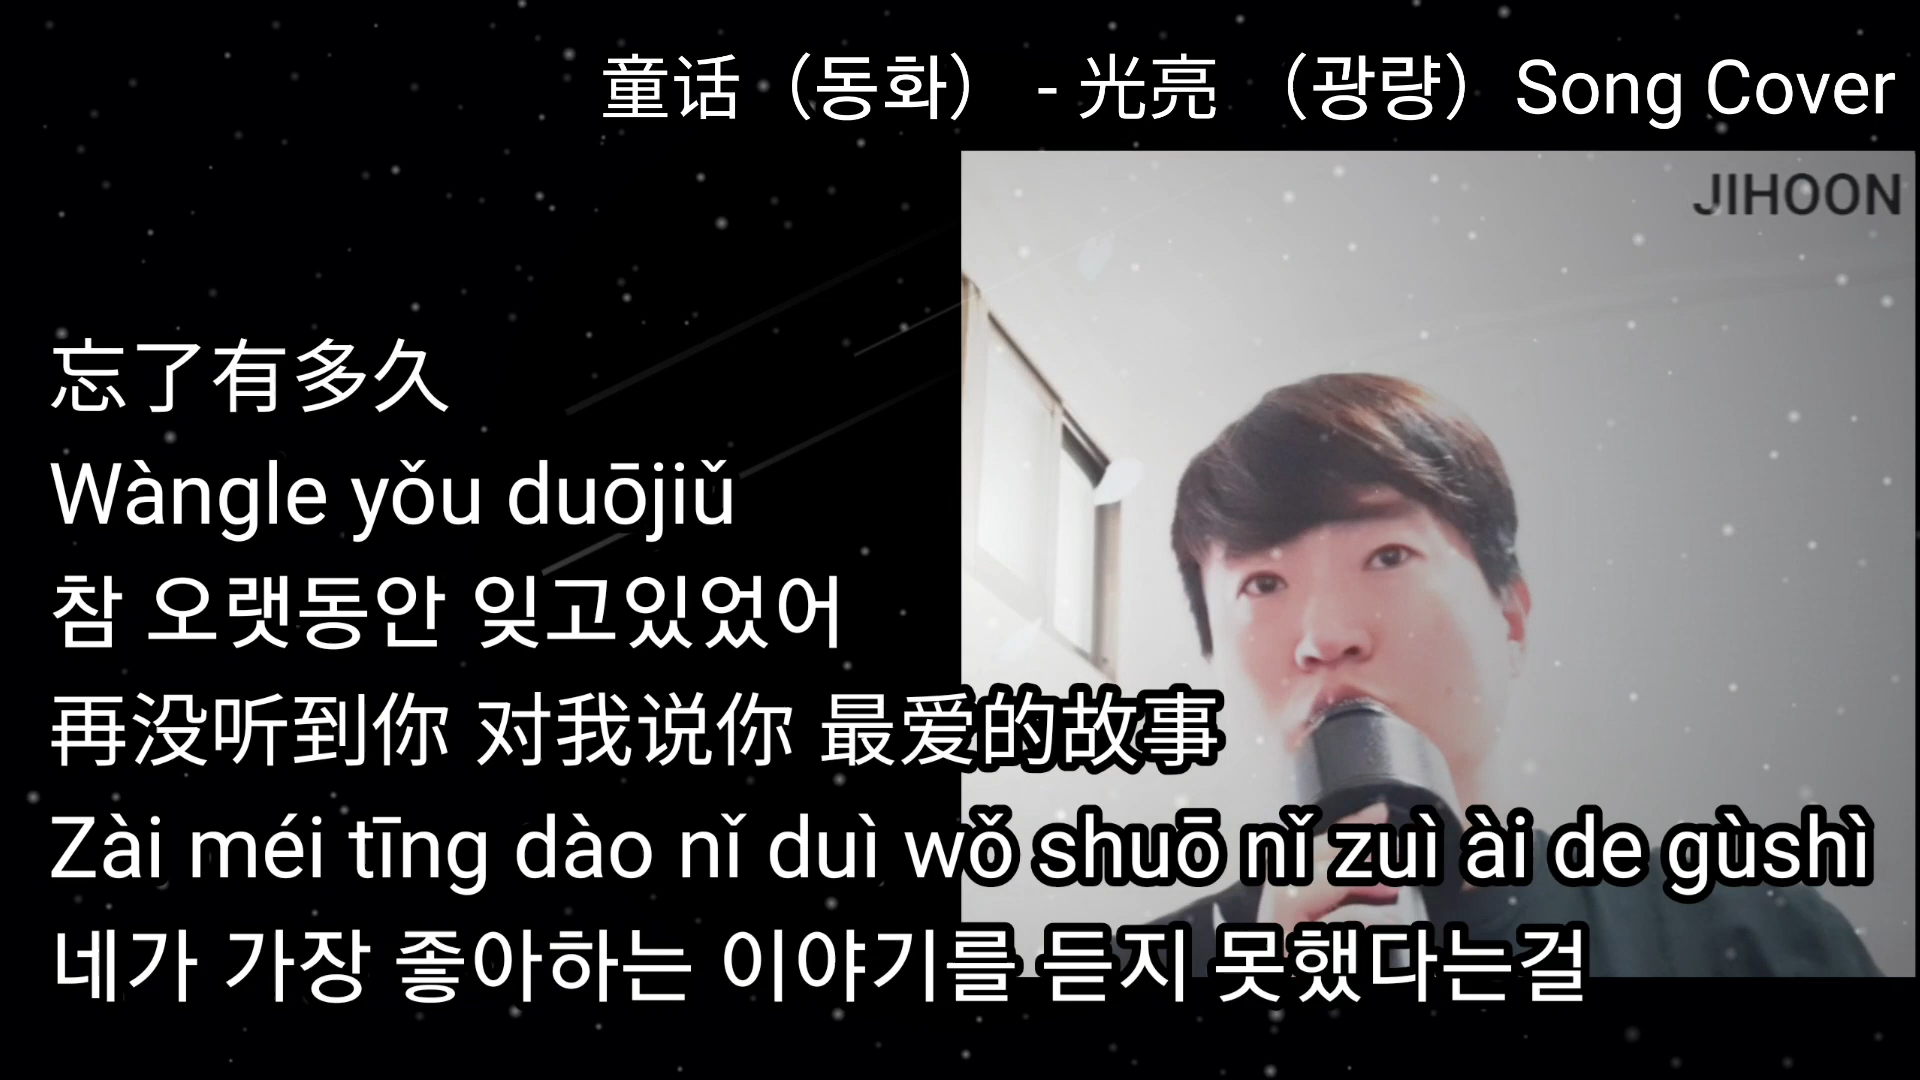 童话（동화） - 光亮 （광량）Song Cover
JIHOON
忘了有多久
Wàngle yǒu duōjiǔ
참 오랫동안 잊고있었어
再没听到你 对我说你 最爱的故事
Zài méi tīng dào nǐ duì wǒ shuō nǐ zuì ài de gùshì
네가 가장 좋아하는 이야기를 듣지 못했다는걸